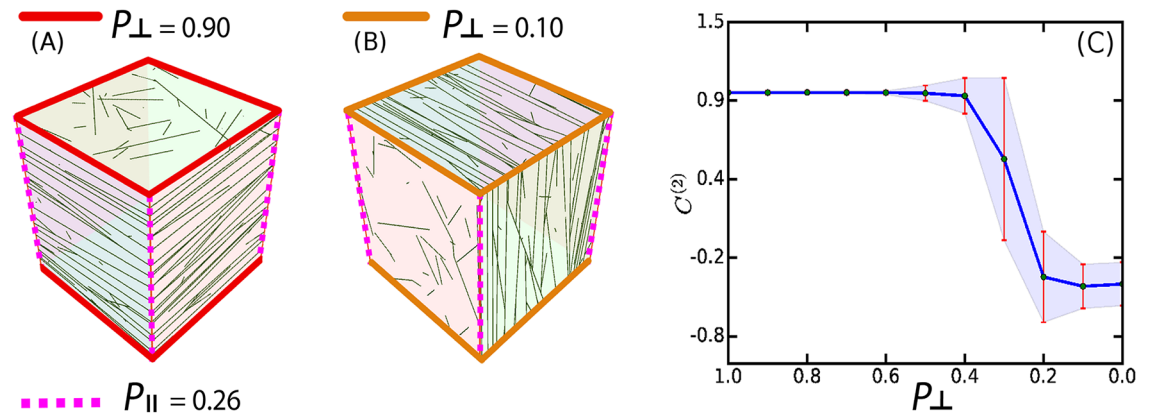 P⊥ = 0.90
(A)
P⊥ = 0.10
(B)
P|| = 0.26
(C)
1.5
0.9
0.4
-0.2
-0.8
C(2)
1.0 0.8 0.6 0.4 0.2 0.0
P⊥